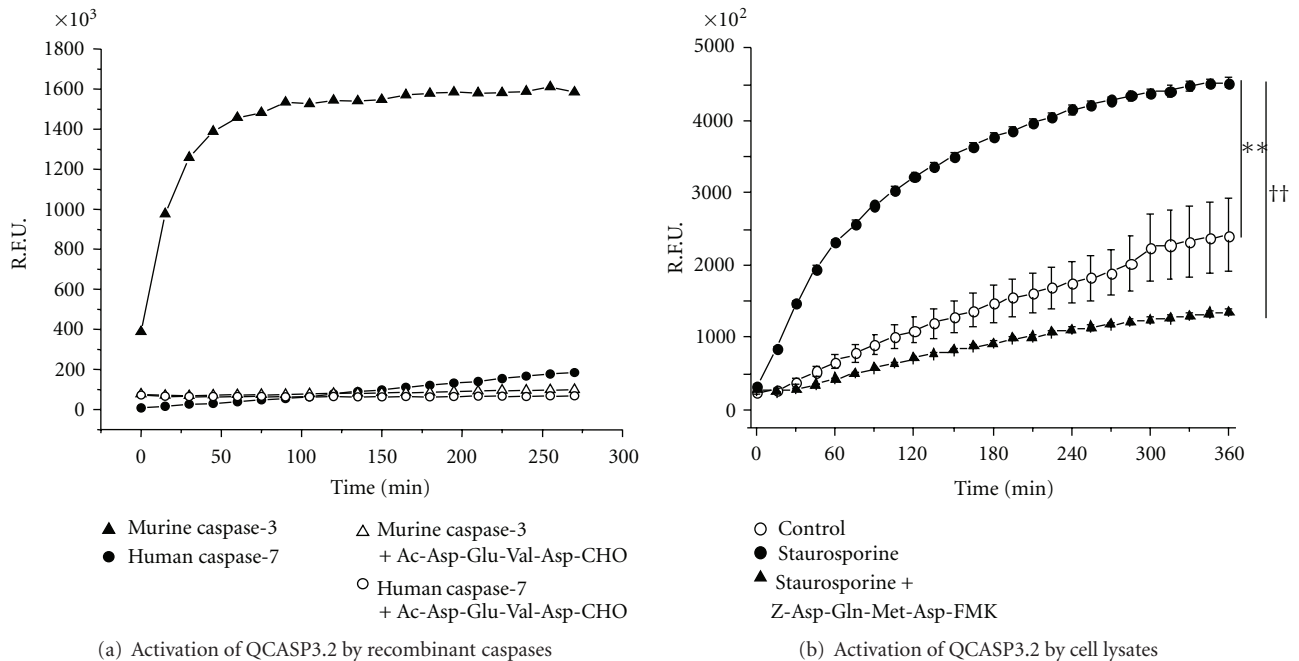 ×10³
1800
1600
1400
1200
1000
800
600
400
200
0
R.F.U.
0 50 100 150 200 250 300
Time (min)
Murine caspase-3
Human caspase-7
Murine caspase-3
+ Ac-Asp-Glu-Val-Asp-CHO
Human caspase-7
+ Ac-Asp-Glu-Val-Asp-CHO
(a) Activation of QCASP3.2 by recombinant caspases
×10²
5000
4000
3000
2000
1000
0
R.F.U.
**
††
0 60 120 180 240 300 360
Time (min)
Control
Staurosporine
Staurosporine +
Z-Asp-Gln-Met-Asp-FMK
(b) Activation of QCASP3.2 by cell lysates